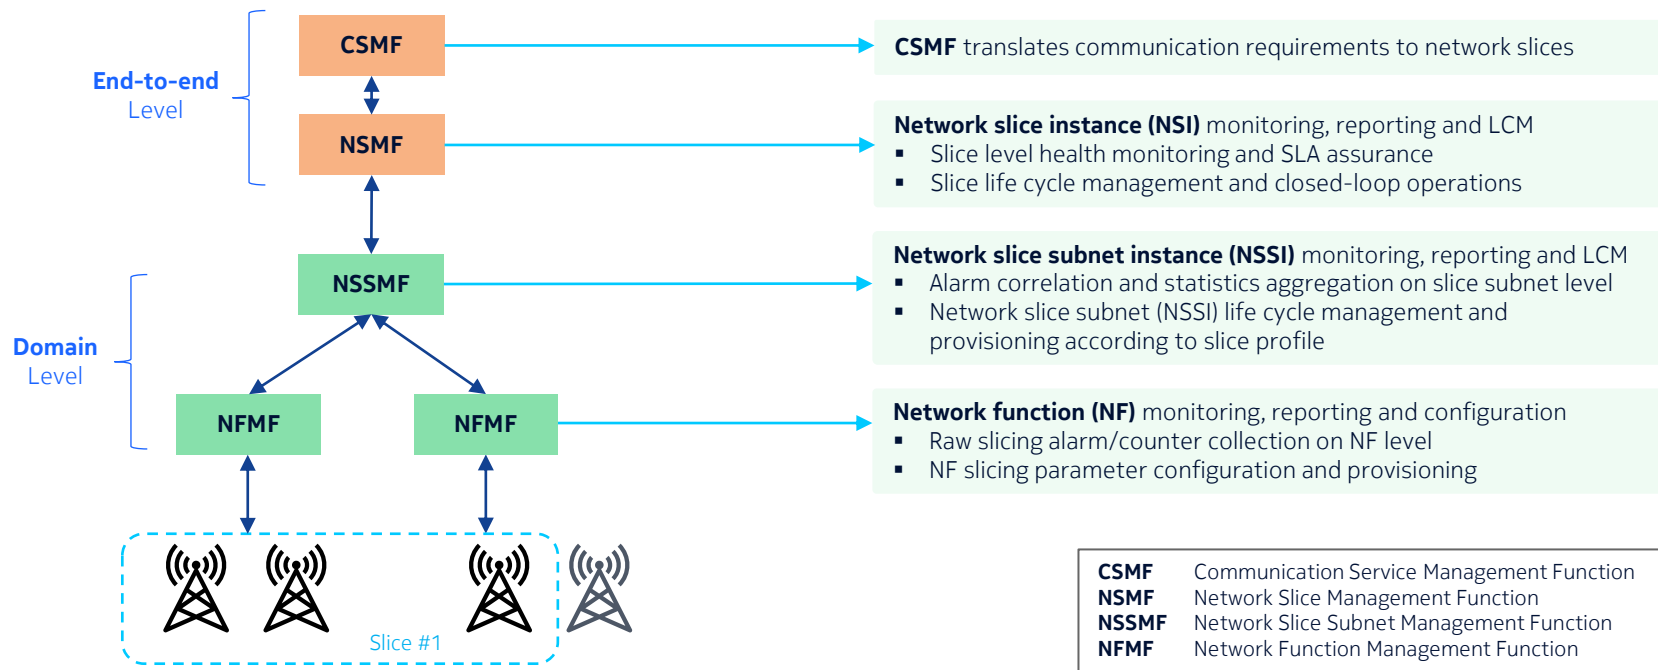 CSMF
CSMF translates communication requirements to network slices
End-to-end
Level
NSMF
Network slice instance (NSI) monitoring, reporting and LCM
▪ Slice level health monitoring and SLA assurance
▪ Slice life cycle management and closed-loop operations
NSSMF
Network slice subnet instance (NSSI) monitoring, reporting and LCM
▪ Alarm correlation and statistics aggregation on slice subnet level
▪ Network slice subnet (NSSI) life cycle management and
provisioning according to slice profile
Domain
Level
NFMF
NFMF
Network function (NF) monitoring, reporting and configuration
▪ Raw slicing alarm/counter collection on NF level
▪ NF slicing parameter configuration and provisioning
Slice #1
CSMF Communication Service Management Function
NSMF Network Slice Management Function
NSSMF Network Slice Subnet Management Function
NFMF Network Function Management Function